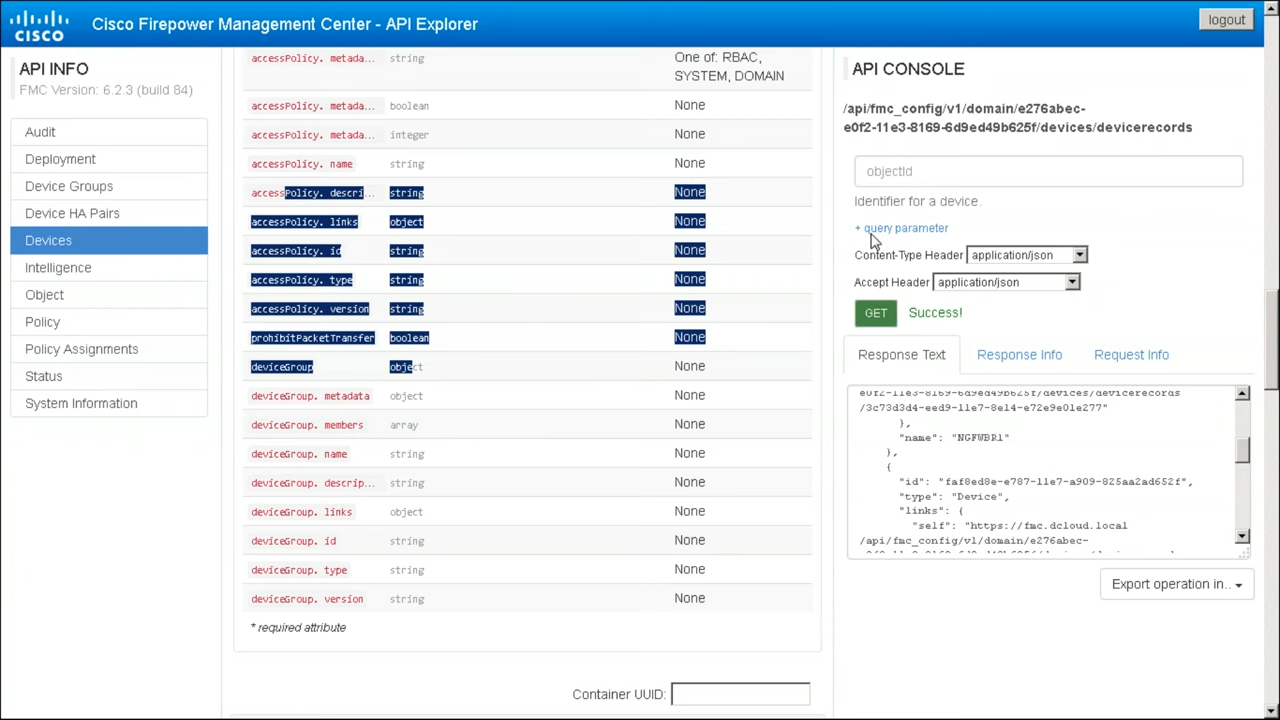 CISCO
Cisco Firepower Management Center - API Explorer
logout
API INFO
FMC Version: 6.2.3 (build 84)
Audit
Deployment
Device Groups
Device HA Pairs
Devices
Intelligence
Object
Policy
Policy Assignments
Status
System Information
accessPolicy. metada... string One of: RBAC,
SYSTEM, DOMAIN
accessPolicy. metada... boolean None
accessPolicy. metada... integer None
accessPolicy. name string None
accessPolicy. descri... string None
accessPolicy. links object None
accessPolicy. id string None
accessPolicy. type string None
accessPolicy. version string None
prohibitPacketTransfer boolean None
deviceGroup object None
deviceGroup. metadata object None
deviceGroup. members array None
deviceGroup. name string None
deviceGroup. descrip... string None
deviceGroup. links object None
deviceGroup. id string None
deviceGroup. type string None
deviceGroup. version string None
* required attribute
Container UUID:
API CONSOLE
/api/fmc_config/v1/domain/e276abec-
e0f2-11e3-8169-6d9ed49b625f/devices/devicerecords
objectId
Identifier for a device.
+ query parameter
Content-Type Header application/json
Accept Header application/json
GET Success!
Response Text Response Info Request Info
e0f2-11e3-8169-6d9ed49b625f/devices/devicerecords
/3c73d3d4-eed9-11e7-8e14-e72e9e01e277"
},
"name": "NGFWBR1"
},
{
"id": "faf8ed8e-e787-11e7-a909-825aa2ad652f",
"type": "Device",
"links": {
"self": "https://fmc.dcloud.local
/api/fmc_config/v1/domain/e276abec-
Export operation in..